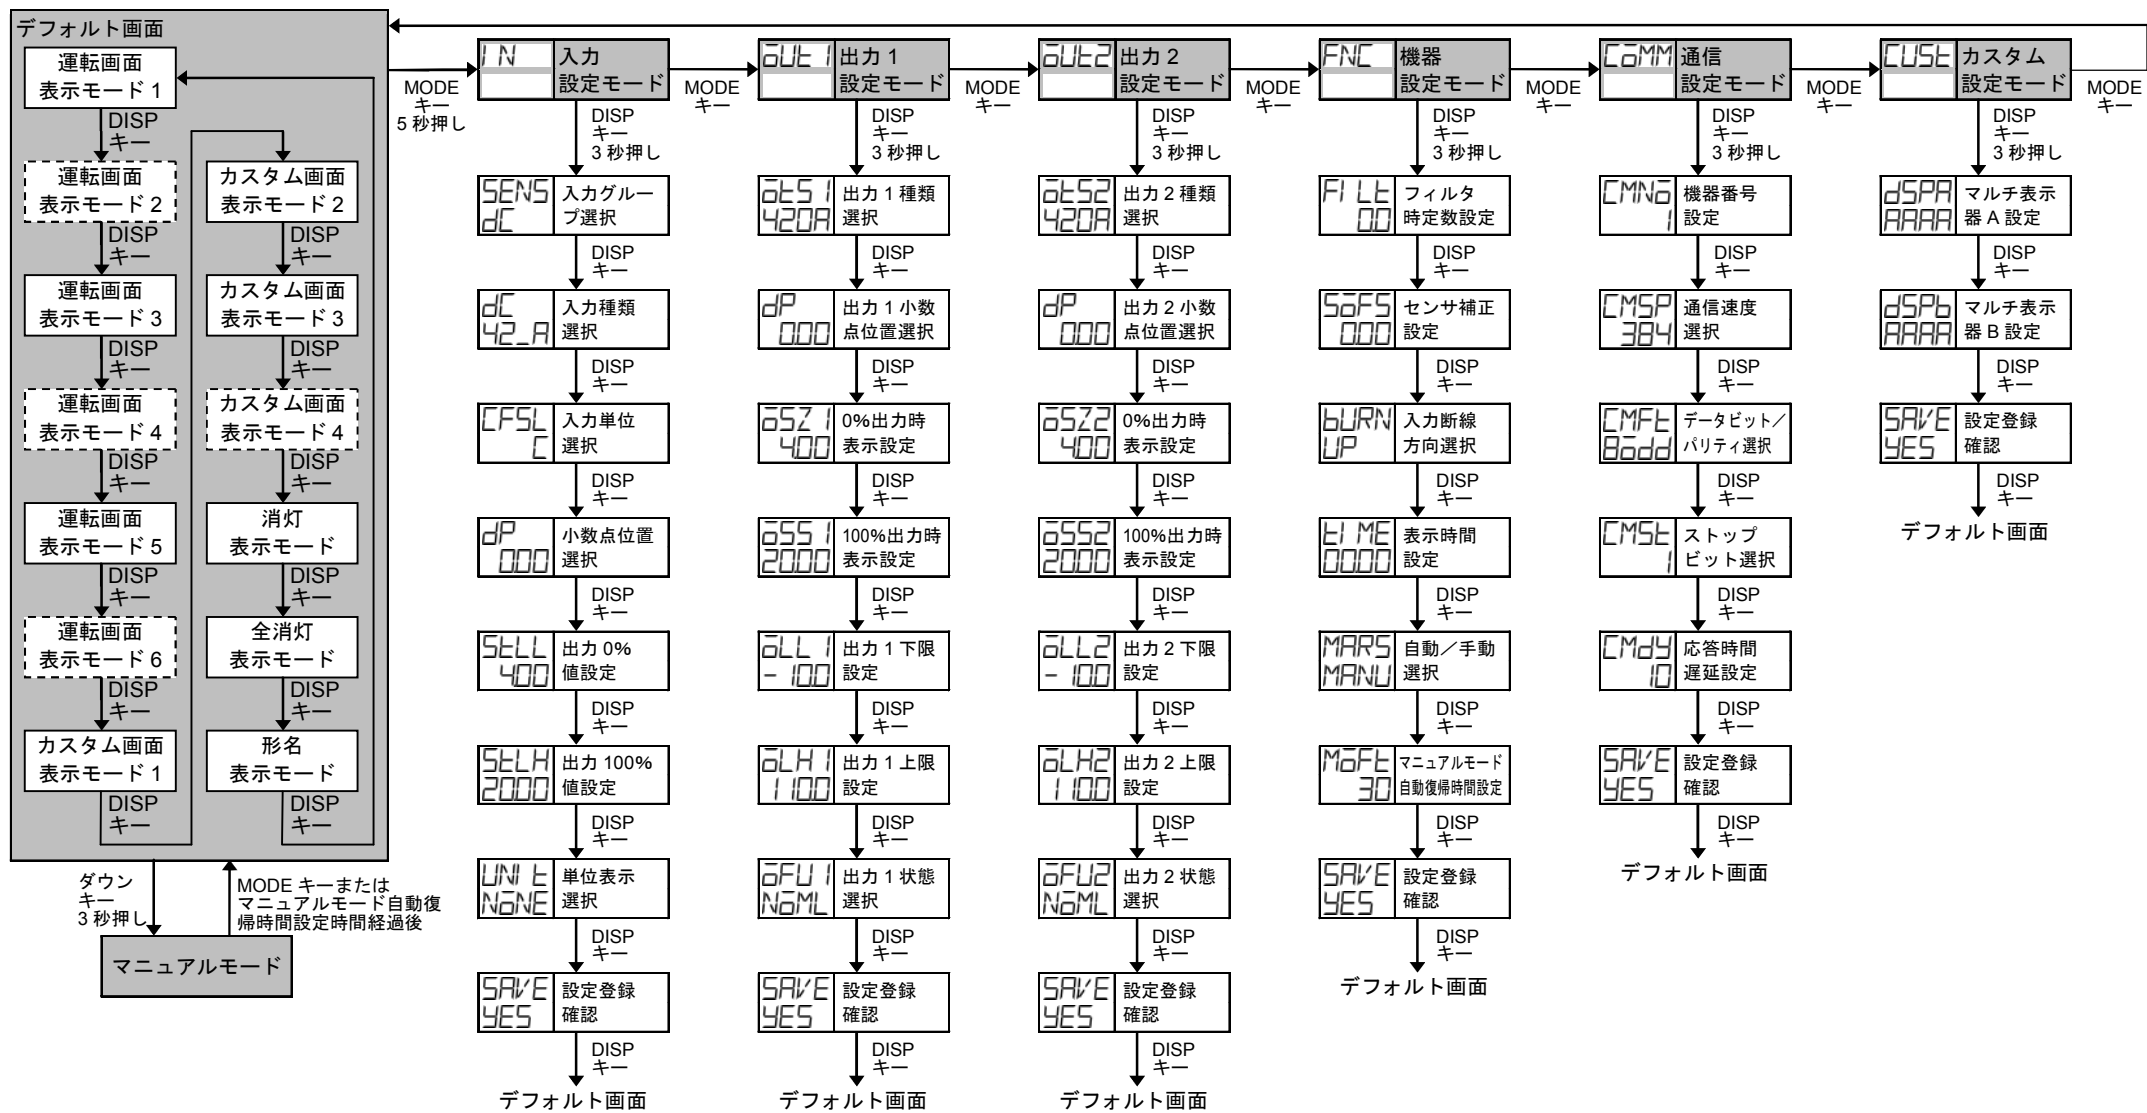 デフォルト画面
運転画面
表示モード 1
DISP
キー
運転画面
表示モード 2
DISP
キー
運転画面
表示モード 3
DISP
キー
運転画面
表示モード 4
DISP
キー
運転画面
表示モード 5
DISP
キー
運転画面
表示モード 6
DISP
キー
カスタム画面
表示モード 1
DISP
キー
カスタム画面
表示モード 2
DISP
キー
カスタム画面
表示モード 3
DISP
キー
カスタム画面
表示モード 4
DISP
キー
消灯
表示モード
DISP
キー
全消灯
表示モード
DISP
キー
形名
表示モード
DISP
キー
ダウン
キー
3 秒押し
MODE キーまたは
マニュアルモード自動復
帰時間設定時間経過後
マニュアルモード
MODE
キー
5 秒押し
IN
入力
設定モード
DISP
キー
3 秒押し
SENS
dC
入力グルー
プ選択
DISP
キー
dC
42_A
入力種類
選択
DISP
キー
CFSL
C
入力単位
選択
DISP
キー
dP
0.00
小数点位置
選択
DISP
キー
StLL
4.00
出力 0%
値設定
DISP
キー
StLH
20.00
出力 100%
値設定
DISP
キー
UNIt
NoNE
単位表示
選択
DISP
キー
SAVE
YES
設定登録
確認
DISP
キー
デフォルト画面
MODE
キー
oUt1
出力 1
設定モード
DISP
キー
3 秒押し
otS1
420A
出力 1 種類
選択
DISP
キー
dP
0.00
出力 1 小数
点位置選択
DISP
キー
oSZ1
4.00
0%出力時
表示設定
DISP
キー
oSS1
20.00
100%出力時
表示設定
DISP
キー
oLL1
-10.0
出力 1 下限
設定
DISP
キー
oLH1
110.0
出力 1 上限
設定
DISP
キー
oFU1
NoML
出力 1 状態
選択
DISP
キー
SAVE
YES
設定登録
確認
DISP
キー
デフォルト画面
MODE
キー
oUt2
出力 2
設定モード
DISP
キー
3 秒押し
otS2
420A
出力 2 種類
選択
DISP
キー
dP
0.00
出力 2 小数
点位置選択
DISP
キー
oSZ2
4.00
0%出力時
表示設定
DISP
キー
oSS2
20.00
100%出力時
表示設定
DISP
キー
oLL2
-10.0
出力 2 下限
設定
DISP
キー
oLH2
110.0
出力 2 上限
設定
DISP
キー
oFU2
NoML
出力 2 状態
選択
DISP
キー
SAVE
YES
設定登録
確認
DISP
キー
デフォルト画面
MODE
キー
FNC
機器
設定モード
DISP
キー
3 秒押し
FILt
0.0
フィルタ
時定数設定
DISP
キー
SoFS
0.00
センサ補正
設定
DISP
キー
bURN
UP
入力断線
方向選択
DISP
キー
tIME
00.00
表示時間
設定
DISP
キー
MARS
MANU
自動／手動
選択
DISP
キー
MoFt
30
マニュアルモード
自動復帰時間設定
DISP
キー
SAVE
YES
設定登録
確認
DISP
キー
デフォルト画面
MODE
キー
CoMM
通信
設定モード
DISP
キー
3 秒押し
CMNo
1
機器番号
設定
DISP
キー
CMSP
384
通信速度
選択
DISP
キー
CMFt
8odd
データビット／
パリティ選択
DISP
キー
CMSt
1
ストップ
ビット選択
DISP
キー
CMdY
10
応答時間
遅延設定
DISP
キー
SAVE
YES
設定登録
確認
DISP
キー
デフォルト画面
MODE
キー
CUSt
カスタム
設定モード
DISP
キー
3 秒押し
dSPA
AAAA
マルチ表示
器 A 設定
DISP
キー
dSPb
AAAA
マルチ表示
器 B 設定
DISP
キー
SAVE
YES
設定登録
確認
DISP
キー
デフォルト画面
MODE
キー